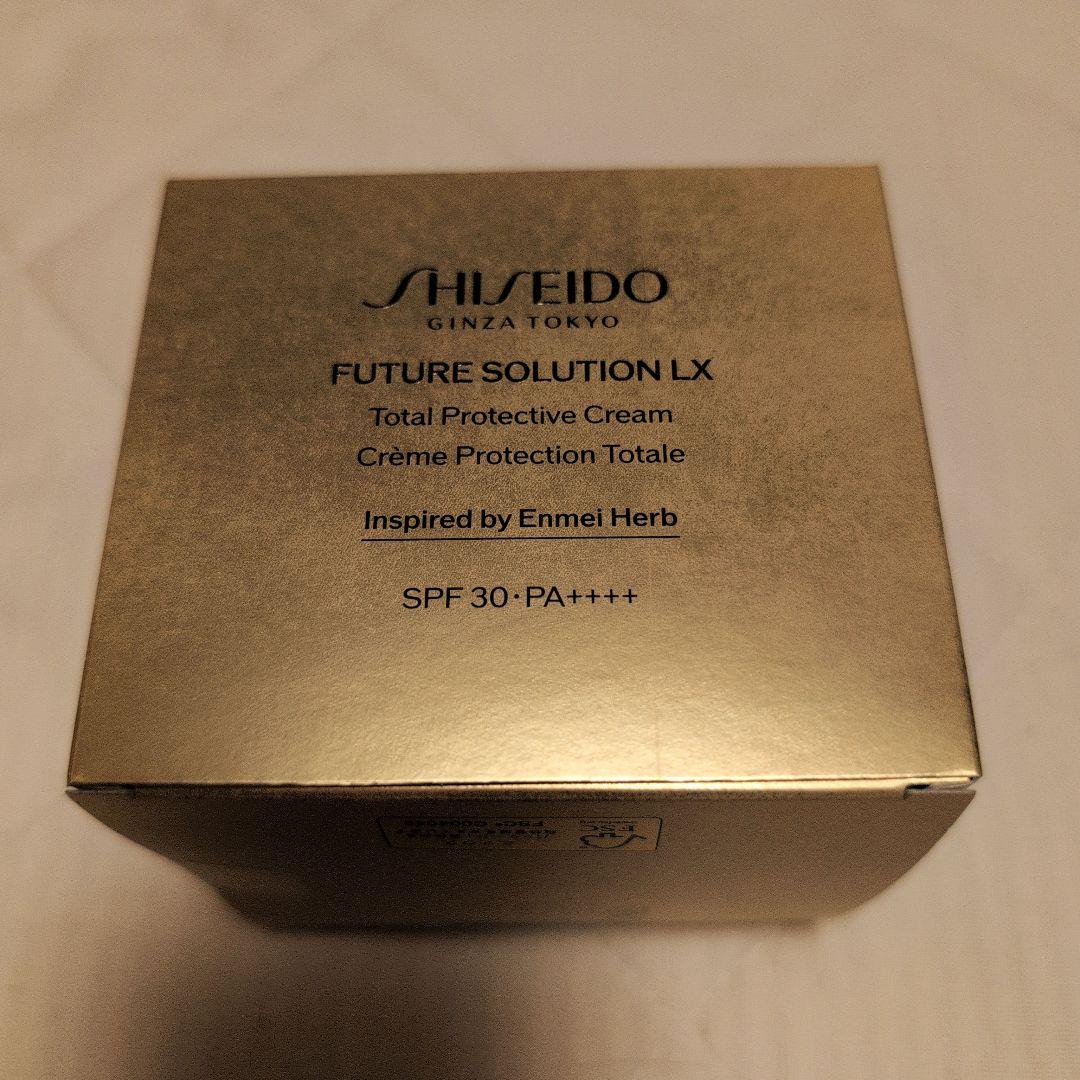 SHISEIDO
GINZA TOKYO
FUTURE SOLUTION LX
Total Protective Cream
Crème Protection Totale
Inspired by Enmei Herb
SPF 30・PA++++
FSC